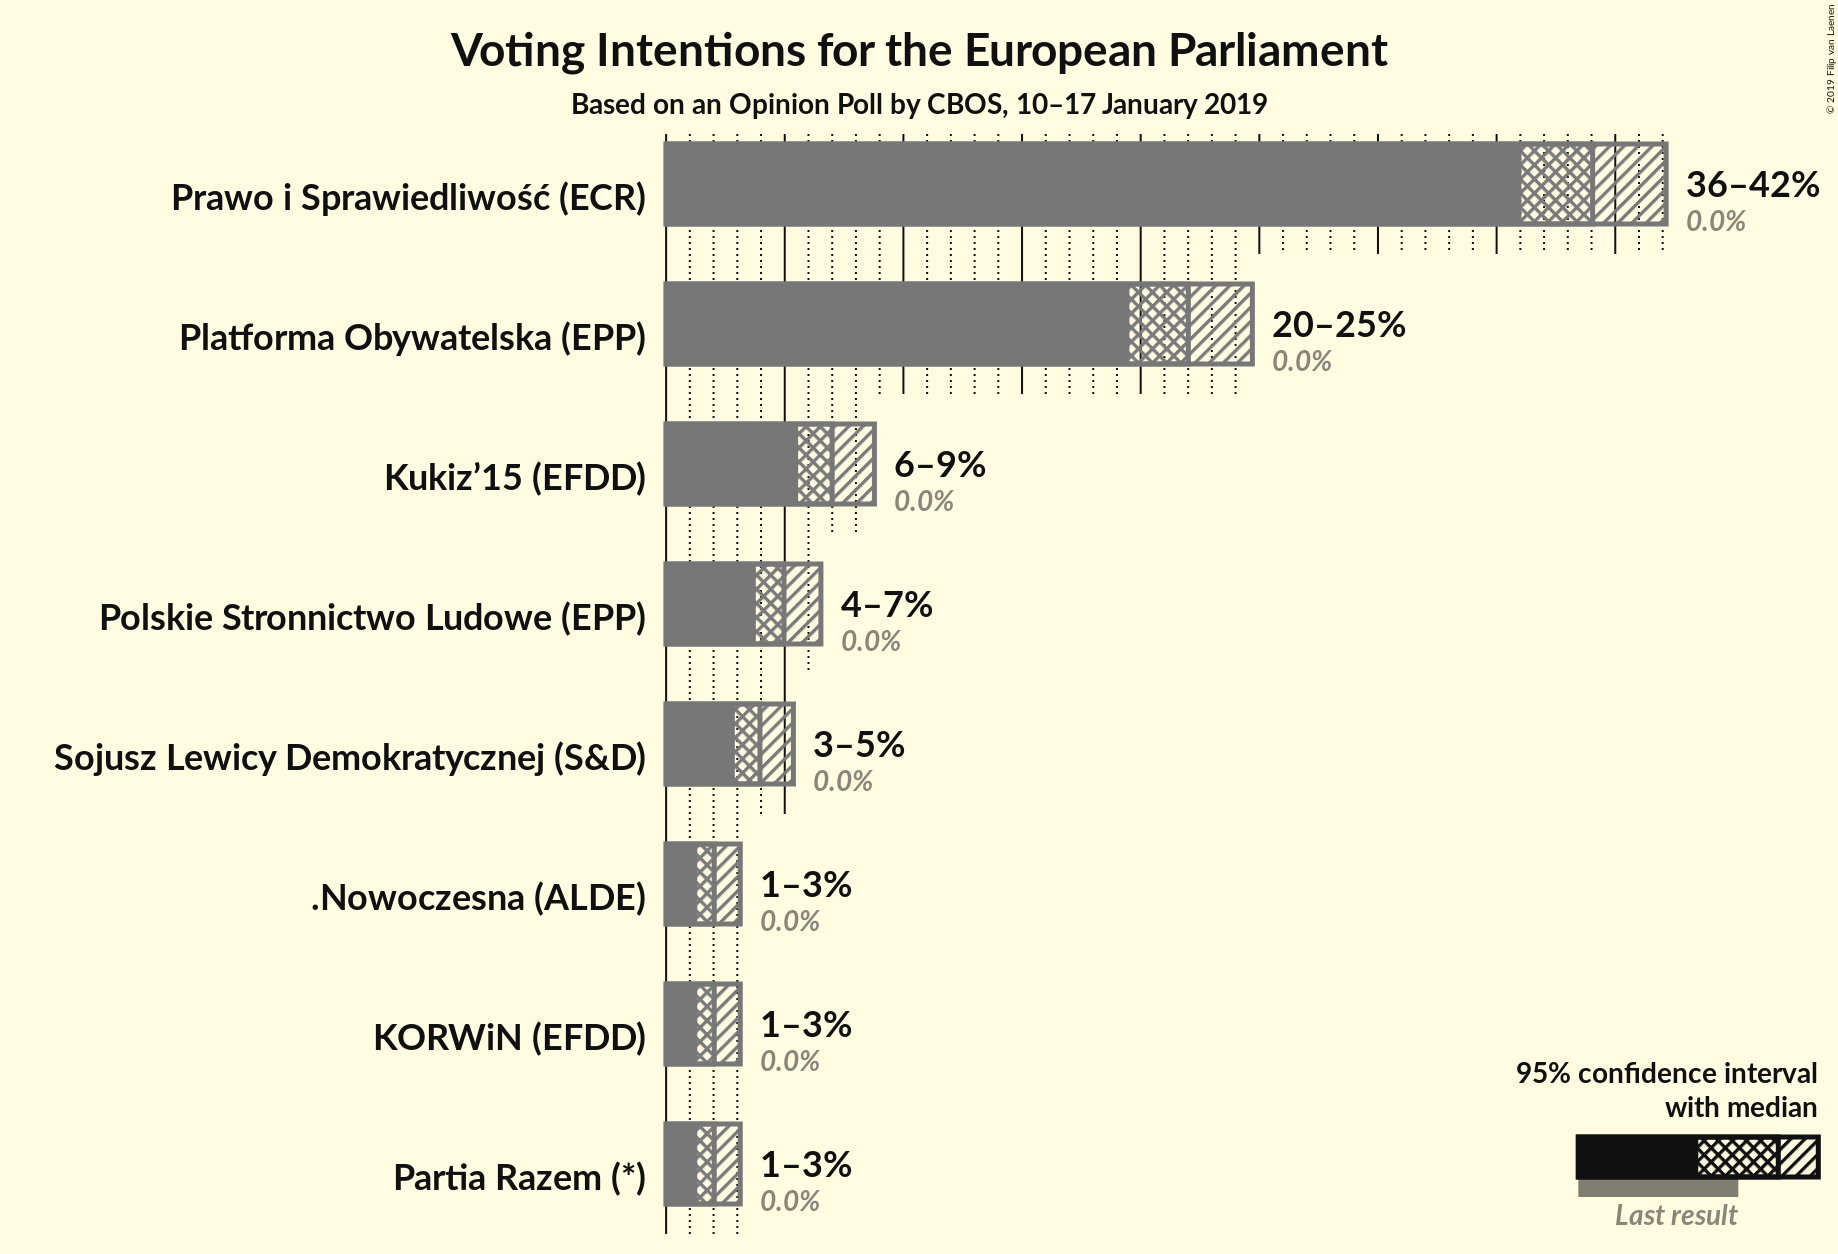 © 2019 Filip van Laenen
Voting Intentions for the European Parliament
Based on an Opinion Poll by CBOS, 10–17 January 2019
Prawo i Sprawiedliwość (ECR)
36–42%
0.0%
Platforma Obywatelska (EPP)
20–25%
0.0%
Kukiz’15 (EFDD)
6–9%
0.0%
Polskie Stronnictwo Ludowe (EPP)
4–7%
0.0%
Sojusz Lewicy Demokratycznej (S&D)
3–5%
0.0%
.Nowoczesna (ALDE)
1–3%
0.0%
KORWiN (EFDD)
1–3%
0.0%
Partia Razem (*)
1–3%
0.0%
95% confidence interval
with median
Last result